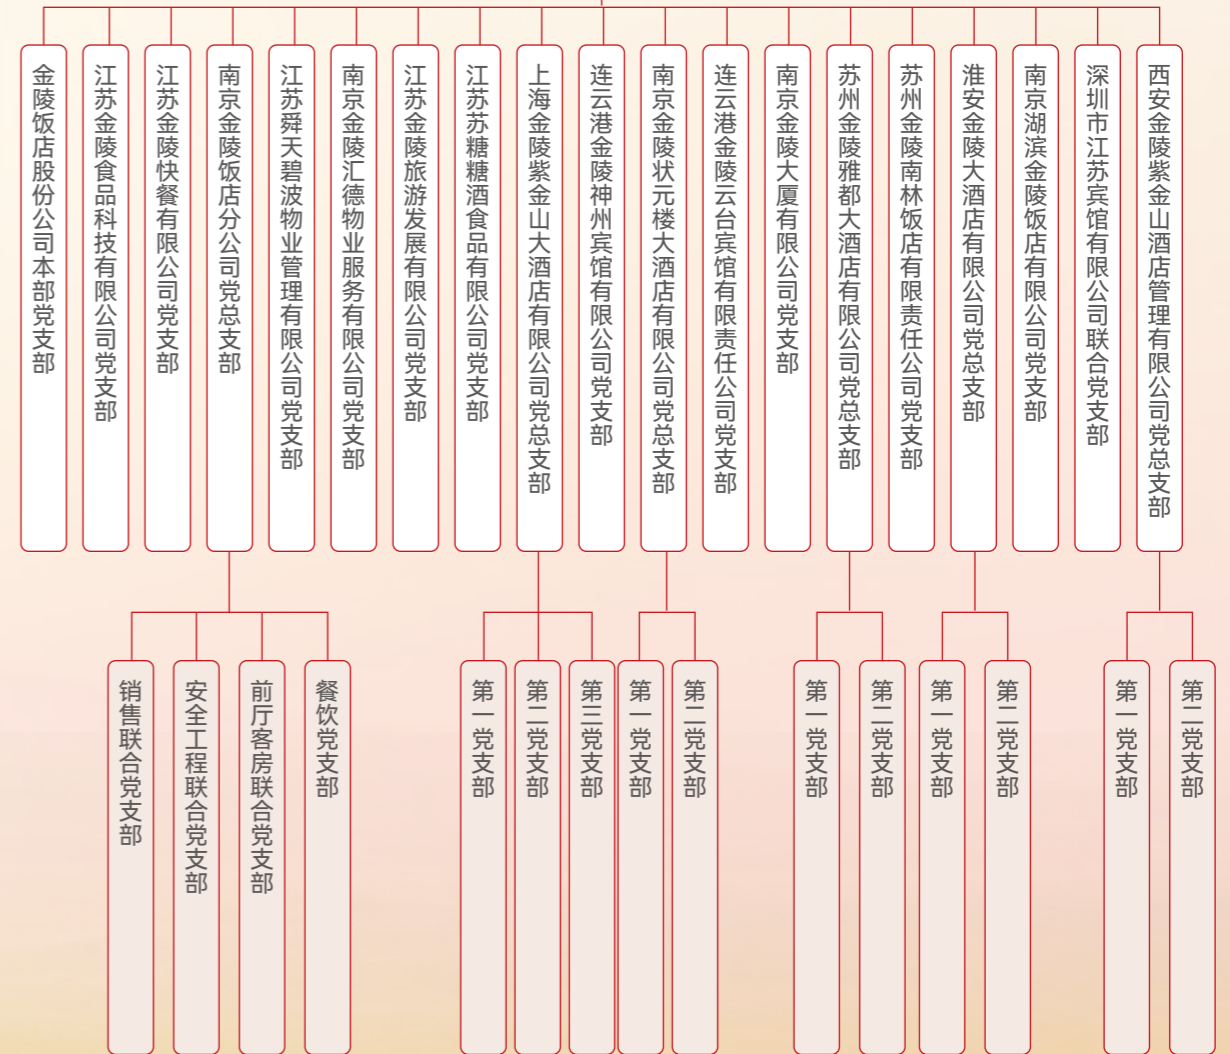 金陵饭店股份公司本部党支部
江苏金陵食品科技有限公司党支部
江苏金陵快餐有限公司党支部
南京金陵饭店分公司党总支部
江苏舜天碧波物业管理有限公司党支部
南京金陵汇德物业服务有限公司党支部
江苏金陵旅游发展有限公司党支部
江苏苏糖糖酒食品有限公司党支部
上海金陵紫金山大酒店有限公司党总支部
连云港金陵神州宾馆有限公司党支部
南京金陵状元楼大酒店有限公司党总支部
连云港金陵云台宾馆有限责任公司党支部
南京金陵大厦有限公司党支部
苏州金陵雅都大酒店有限公司党总支部
苏州金陵南林饭店有限责任公司党支部
淮安金陵大酒店有限公司党总支部
南京湖滨金陵饭店有限公司党支部
深圳市江苏宾馆有限公司联合党支部
西安金陵紫金山酒店管理有限公司党总支部
销售联合党支部
安全工程联合党支部
前厅客房联合党支部
餐饮党支部
第一党支部
第二党支部
第三党支部
第一党支部
第二党支部
第一党支部
第二党支部
第一党支部
第二党支部
第一党支部
第二党支部